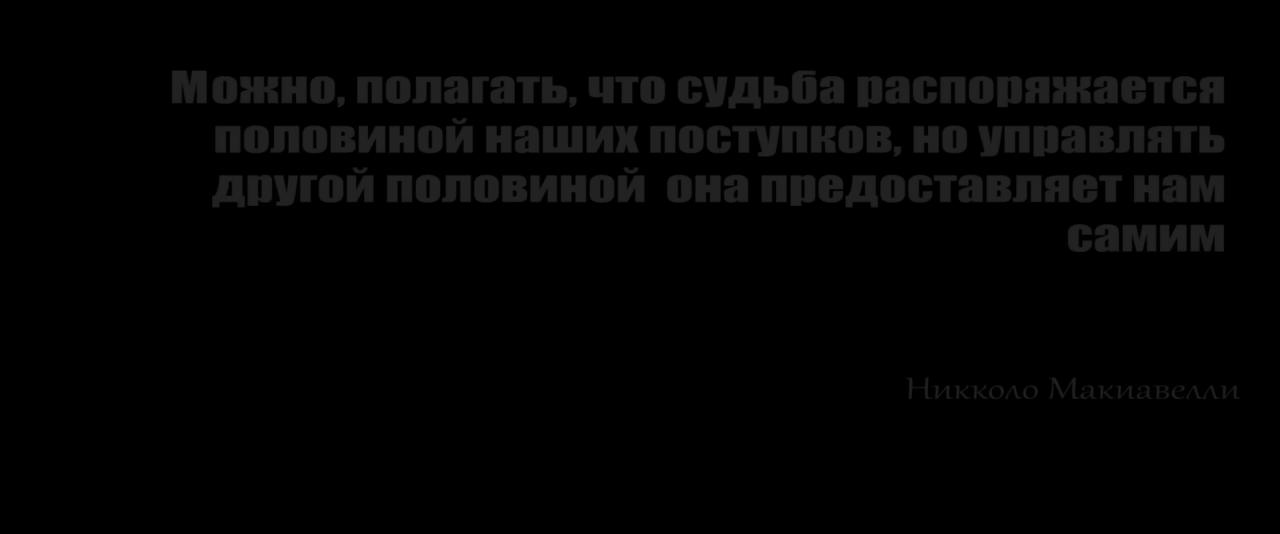 Можно, полагать, что судьба распоряжается
половиной наших поступков, но управлять
другой половиной  она предоставляет нам
самим
Никколо Макиавелли